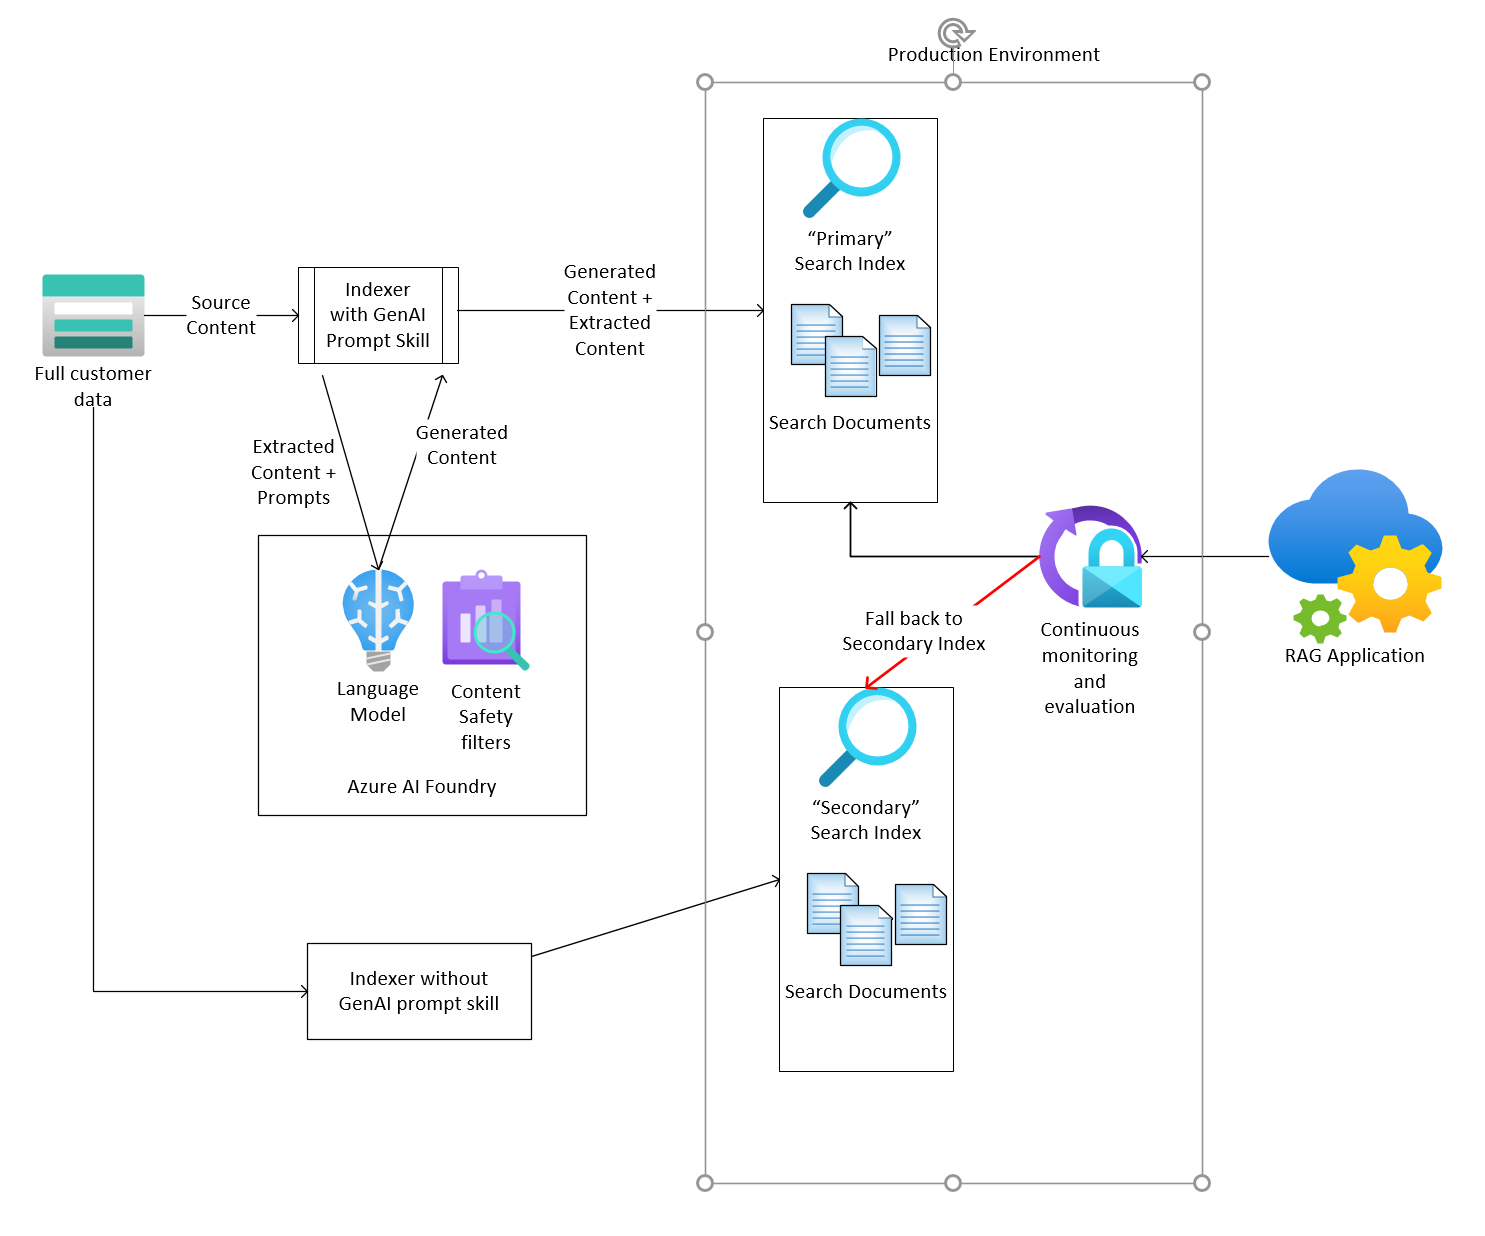 Production Environment
“Primary”
Search Index
Search Documents
Full customer
data
Source
Content
Indexer
with GenAI
Prompt Skill
Generated
Content +
Extracted
Content
Extracted
Content +
Prompts
Generated
Content
Language
Model
Content
Safety
filters
Azure AI Foundry
Fall back to
Secondary Index
Continuous
monitoring
and
evaluation
RAG Application
“Secondary”
Search Index
Search Documents
Indexer without
GenAI prompt skill